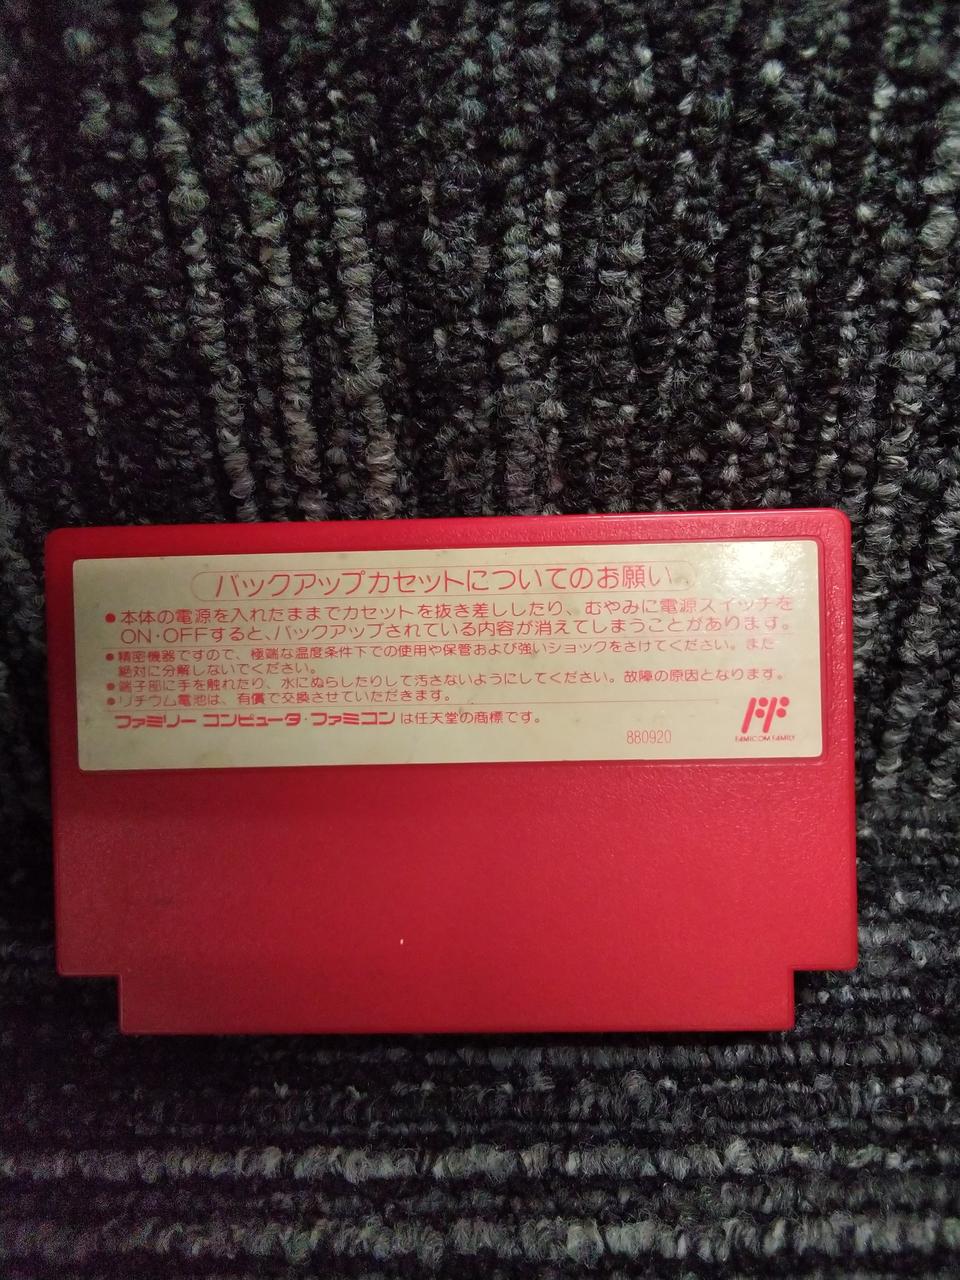 バックアップカセットについてのお願い
●本体の電源を入れたままでカセットを抜き差ししたり、むやみに電源スイッチを
ON・OFFすると、バックアップされている内容が消えてしまうことがあります。
●精密機器ですので、極端な温度条件下での使用や保管および強いショックをさけてください。また
絶対に分解しないでください。
●端子部に手を触れたり、水にぬらしたりして汚さないようにしてください。故障の原因となります。
●リチウム電池は、有償で交換させていただきます。
ファミリー コンピュータ・ファミコン は任天堂の商標です。
880920
FAMICOM FAMILY